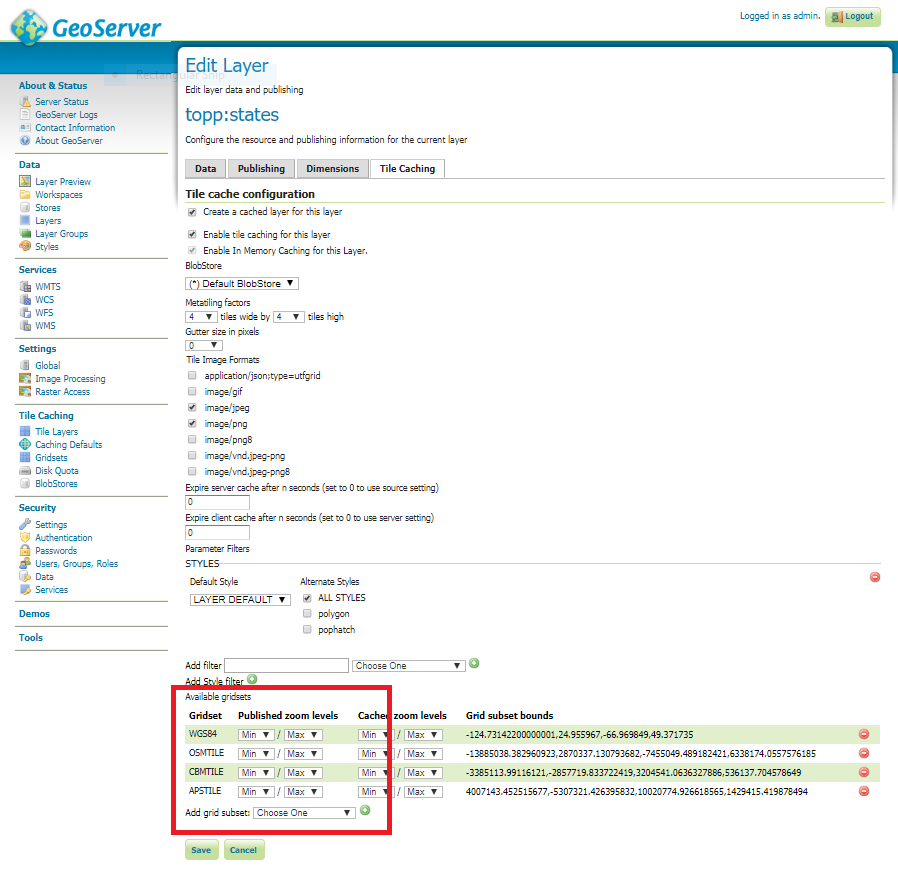 GeoServer
Logged in as admin.
Logout
About & Status
Server Status
GeoServer Logs
Contact Information
About GeoServer
Data
Layer Preview
Workspaces
Stores
Layers
Layer Groups
Styles
Services
WMTS
WCS
WFS
WMS
Settings
Global
Image Processing
Raster Access
Tile Caching
Tile Layers
Caching Defaults
Gridsets
Disk Quota
BlobStores
Security
Settings
Authentication
Passwords
Users, Groups, Roles
Data
Services
Demos
Tools
Rectangular Snip
Edit Layer
Edit layer data and publishing
topp:states
Configure the resource and publishing information for the current layer
Data Publishing Dimensions Tile Caching
Tile cache configuration
Create a cached layer for this layer
Enable tile caching for this layer
Enable In Memory Caching for this Layer.
BlobStore
(*) Default BlobStore
Metatiling factors
4 tiles wide by 4 tiles high
Gutter size in pixels
0
Tile Image Formats
application/json;type=utfgrid
image/gif
image/jpeg
image/png
image/png8
image/vnd.jpeg-png
image/vnd.jpeg-png8
Expire server cache after n seconds (set to 0 to use source setting)
0
Expire client cache after n seconds (set to 0 to use server setting)
0
Parameter Filters
STYLES
Default Style Alternate Styles
LAYER DEFAULT ALL STYLES
polygon
pophatch
Add filter Choose One
Add Style filter
Available gridsets
Gridset Published zoom levels Cached zoom levels Grid subset bounds
WGS84 Min / Max Min / Max -124.73142200000001,24.955967,-66.969849,49.371735
OSMTILE Min / Max Min / Max -13885038.382960923,2870337.130793682,-7455049.489182421,6338174.0557576185
CBMTILE Min / Max Min / Max -3385113.99116121,-2857719.833722419,3204541.0636327886,536137.704578649
APSTILE Min / Max Min / Max 4007143.452515677,-5307321.426395832,10020774.926618565,1429415.419878494
Add grid subset: Choose One
Save Cancel